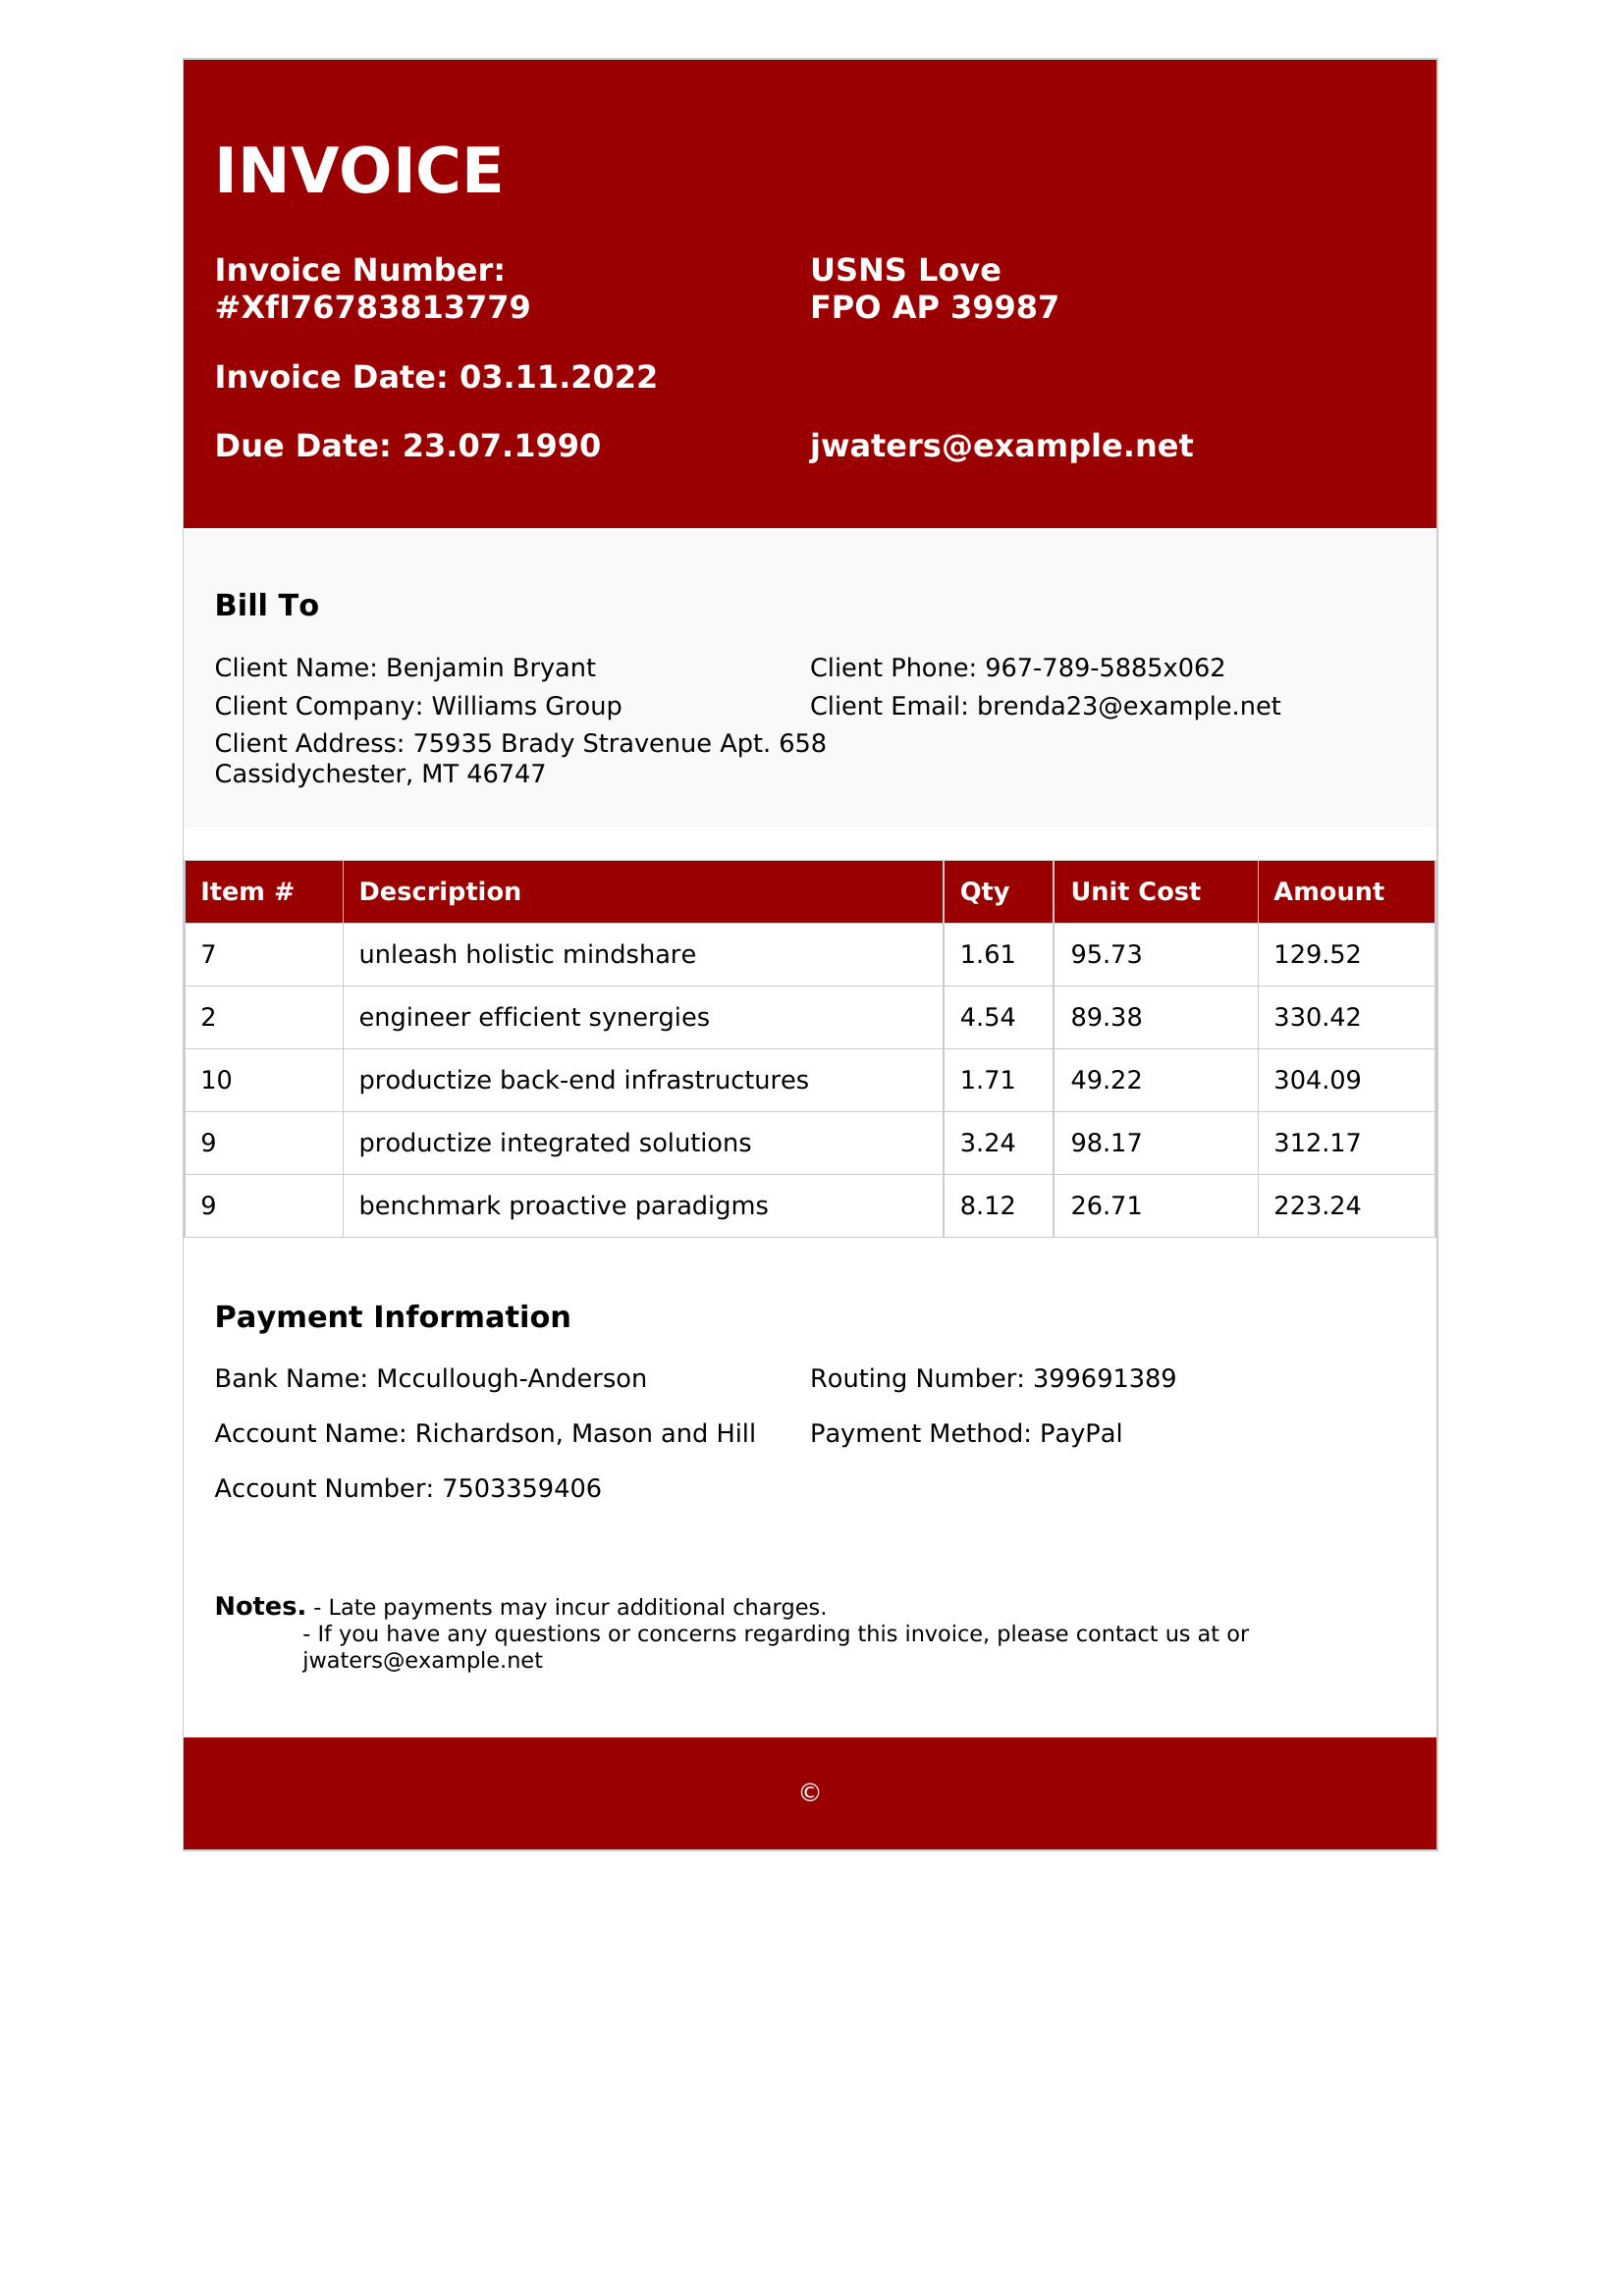 INVOICE
Invoice Number:
#XfI76783813779
USNS Love
FPO AP 39987
Invoice Date: 03.11.2022
Due Date: 23.07.1990
jwaters@example.net
Bill To
Client Name: Benjamin Bryant
Client Phone: 967-789-5885x062
Client Company: Williams Group
Client Email: brenda23@example.net
Client Address: 75935 Brady Stravenue Apt. 658
Cassidychester, MT 46747
Item # Description Qty Unit Cost Amount
7 unleash holistic mindshare 1.61 95.73 129.52
2 engineer efficient synergies 4.54 89.38 330.42
10 productize back-end infrastructures 1.71 49.22 304.09
9 productize integrated solutions 3.24 98.17 312.17
9 benchmark proactive paradigms 8.12 26.71 223.24
Payment Information
Bank Name: Mccullough-Anderson
Routing Number: 399691389
Account Name: Richardson, Mason and Hill
Payment Method: PayPal
Account Number: 7503359406
Notes. - Late payments may incur additional charges.
- If you have any questions or concerns regarding this invoice, please contact us at or
jwaters@example.net
©